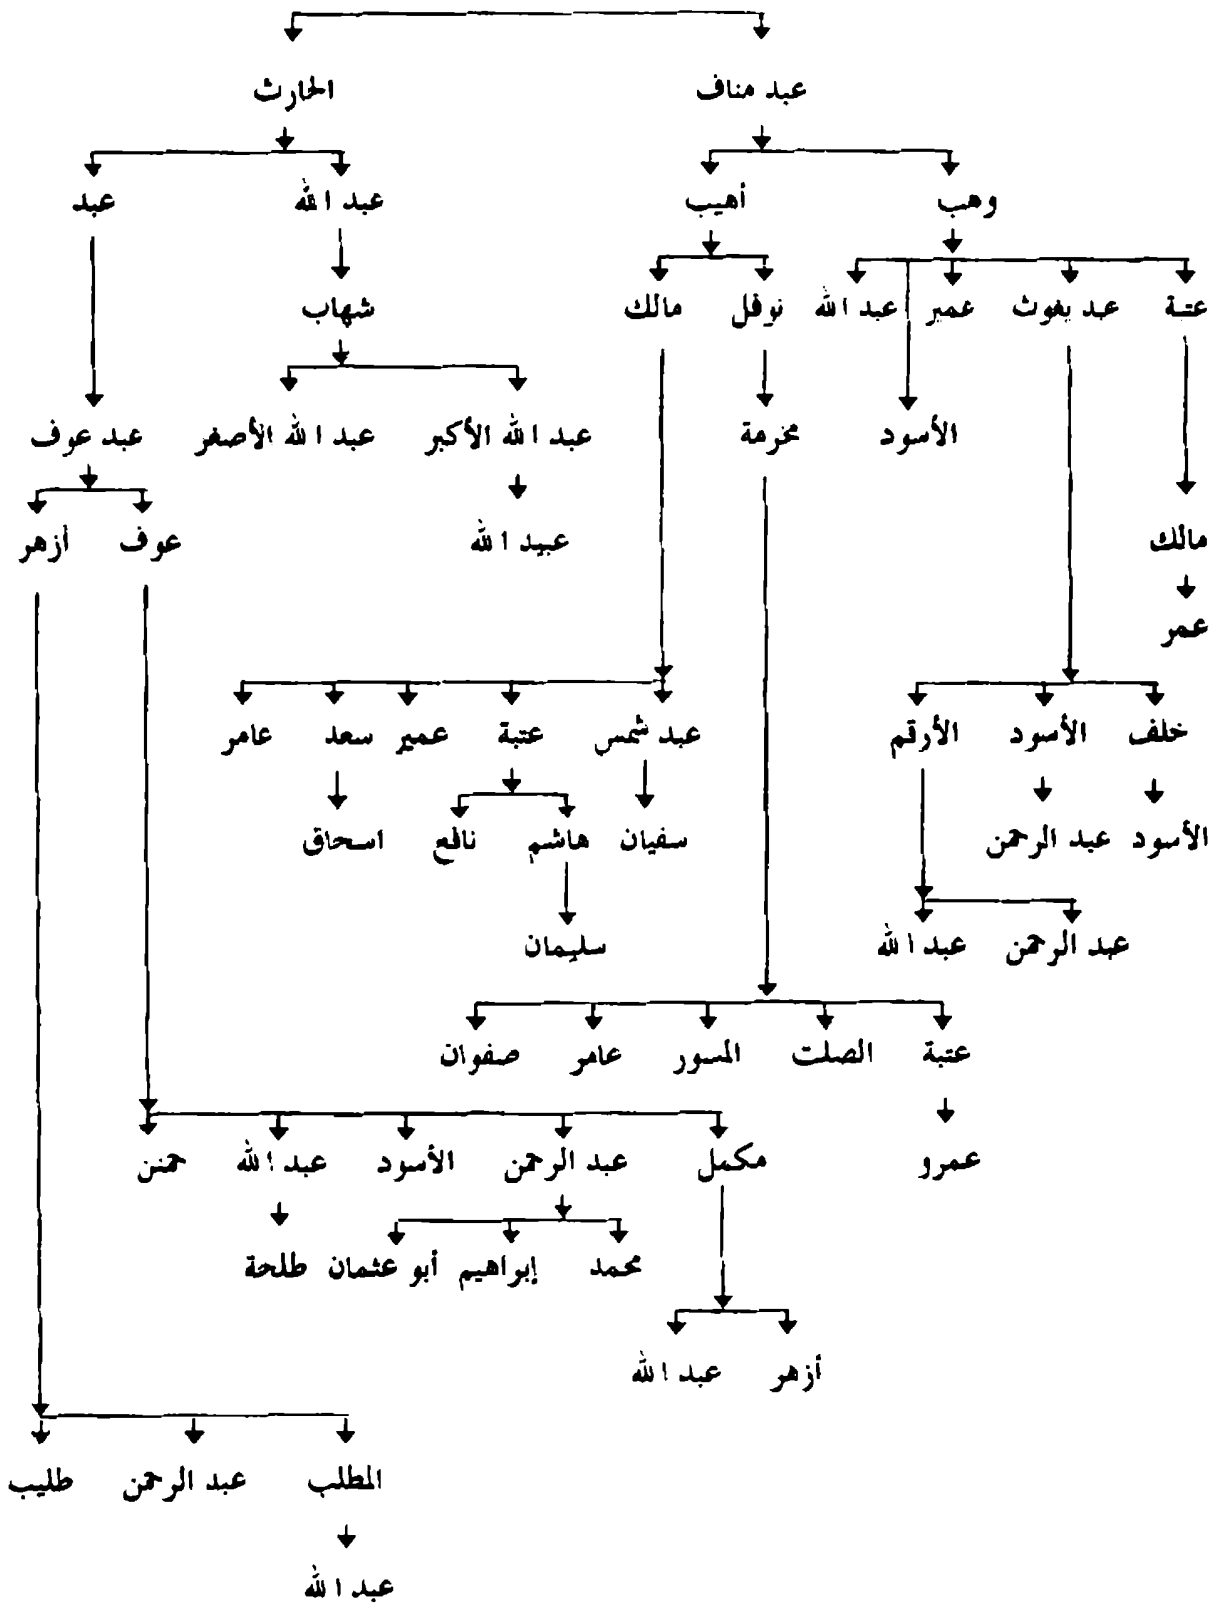 عبد مناف الحارث
وهب أهيب عبد الله عبد
عتبة عبد يغوث عمير عبد الله نوفل مالك شهاب
الأسود مخرمة عبد الله الأكبر عبد الله الأصغر عبد عوف
مالك عبيد الله عوف أزهر
عمر
خلف الأسود الأرقم عبد شمس عتبة عمير سعد عامر
الأسود عبد الرحمن سفيان هاشم نافع اسحاق
عبد الرحمن عبد الله سليمان
عتبة الصلت المسور عامر صفوان
عمرو مكمل عبد الرحمن الأسود عبد الله حمنن
محمد إبراهيم أبو عثمان طلحة
أزهر عبد الله
المطلب عبد الرحمن طليب
عبد الله